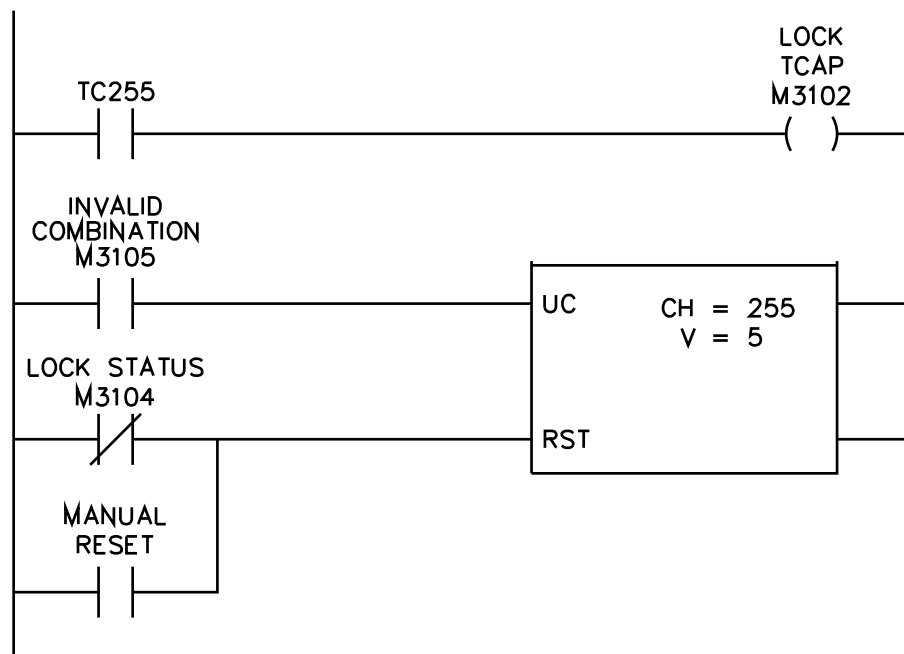 LOCK
TCAP
M3102
TC255
INVALID
COMBINATION
M3105
UC
CH = 255
V = 5
LOCK STATUS
M3104
RST
MANUAL
RESET